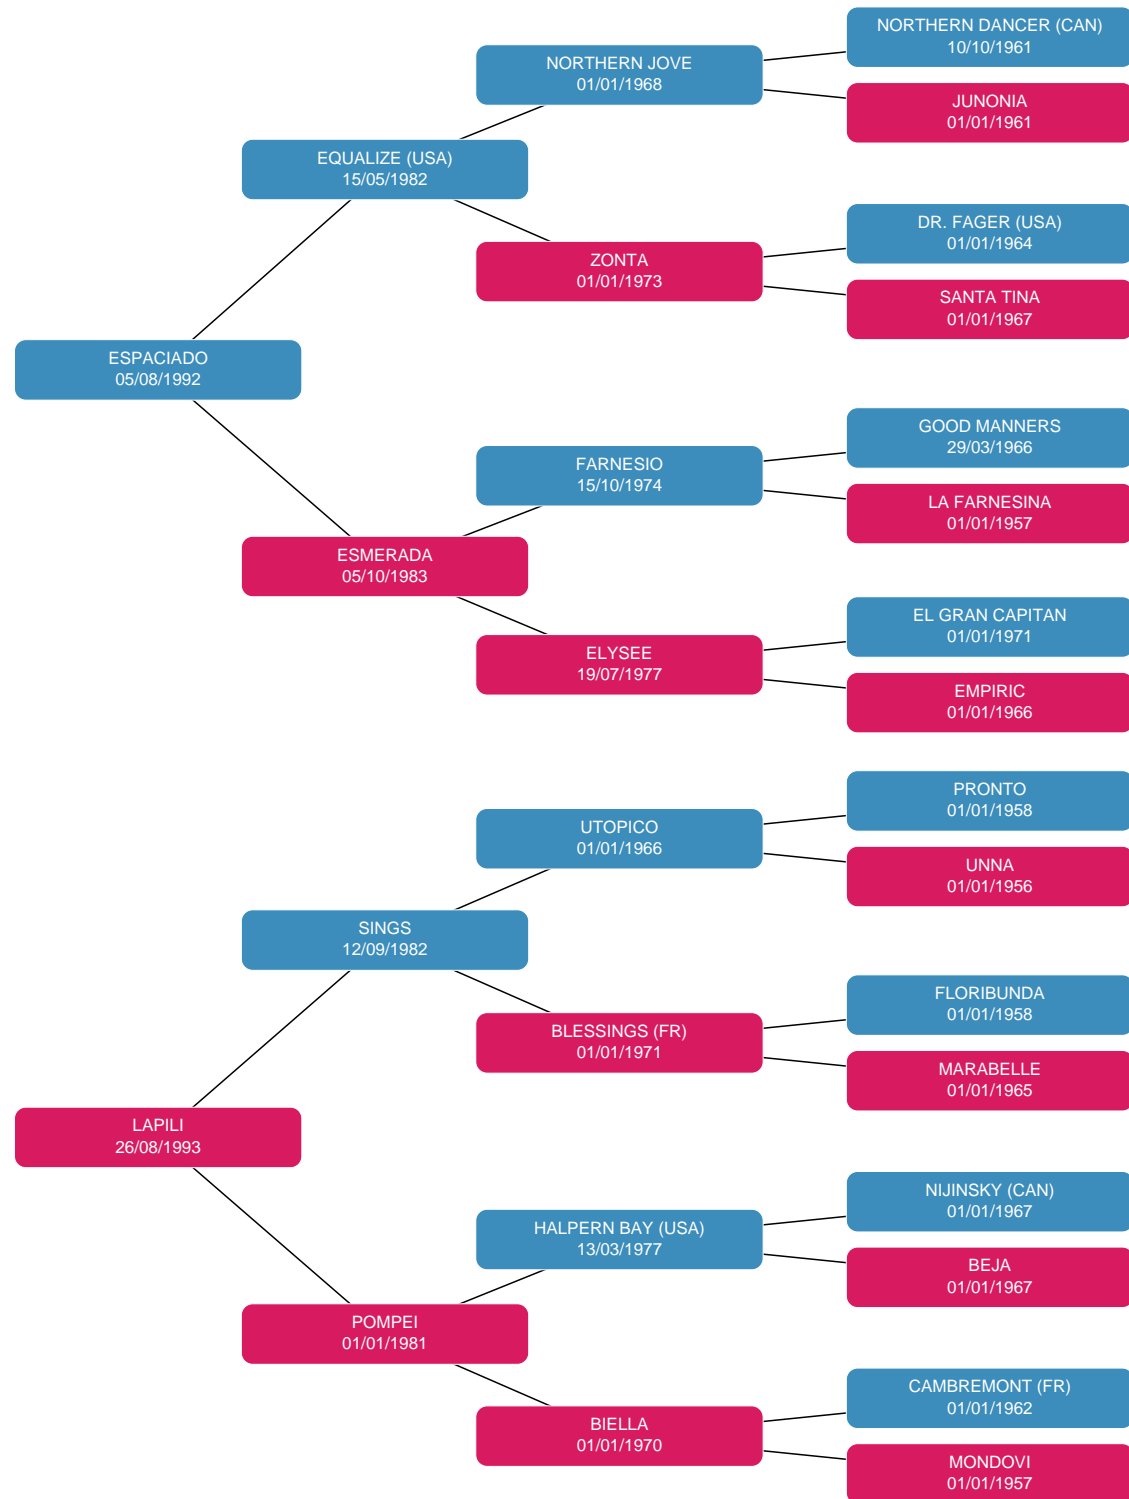 NORTHERN DANCER (CAN)
10/10/1961
NORTHERN JOVE
01/01/1968
JUNONIA
01/01/1961
EQUALIZE (USA)
15/05/1982
DR. FAGER (USA)
01/01/1964
ZONTA
01/01/1973
SANTA TINA
01/01/1967
ESPACIADO
05/08/1992
GOOD MANNERS
29/03/1966
FARNESIO
15/10/1974
LA FARNESINA
01/01/1957
ESMERADA
05/10/1983
EL GRAN CAPITAN
01/01/1971
ELYSEE
19/07/1977
EMPIRIC
01/01/1966
PRONTO
01/01/1958
UTOPICO
01/01/1966
UNNA
01/01/1956
SINGS
12/09/1982
FLORIBUNDA
01/01/1958
BLESSINGS (FR)
01/01/1971
MARABELLE
01/01/1965
LAPILI
26/08/1993
NIJINSKY (CAN)
01/01/1967
HALPERN BAY (USA)
13/03/1977
BEJA
01/01/1967
POMPEI
01/01/1981
CAMBREMONT (FR)
01/01/1962
BIELLA
01/01/1970
MONDOVI
01/01/1957